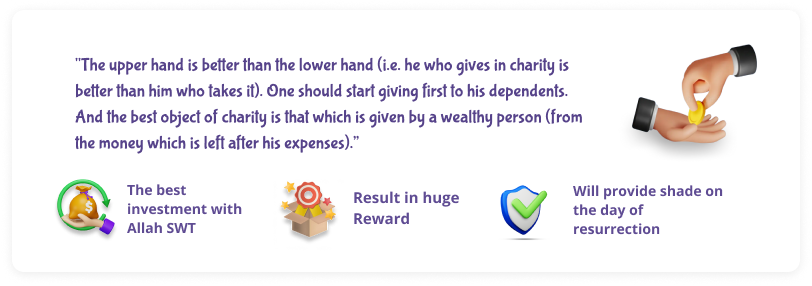 "The upper hand is better than the lower hand (i.e. he who gives in charity is
better than him who takes it). One should start giving first to his dependents.
And the best object of charity is that which is given by a wealthy person (from
the money which is left after his expenses)."
The best
investment with
Allah SWT
Result in huge
Reward
Will provide shade on
the day of
resurrection